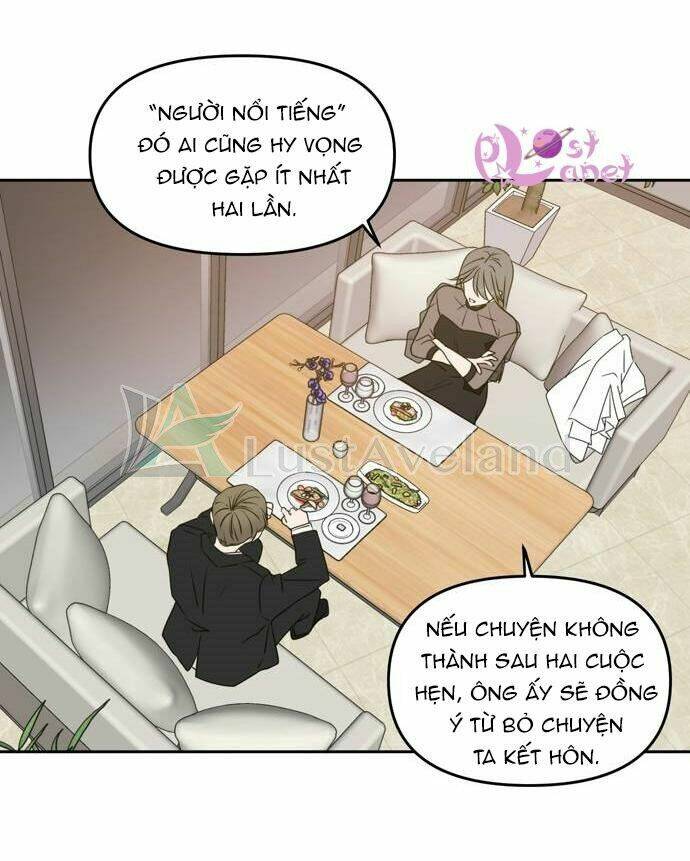 "NGƯỜI NỔI TIẾNG"
ĐÓ AI CŨNG HY VỌNG
ĐƯỢC GẶP ÍT NHẤT
HAI LẦN.
Lost
Planet
LustAveland
NẾU CHUYỆN KHÔNG
THÀNH SAU HAI CUỘC
HẸN, ÔNG ẤY SẼ ĐỒNG
Ý TỪ BỎ CHUYỆN
TA KẾT HÔN.